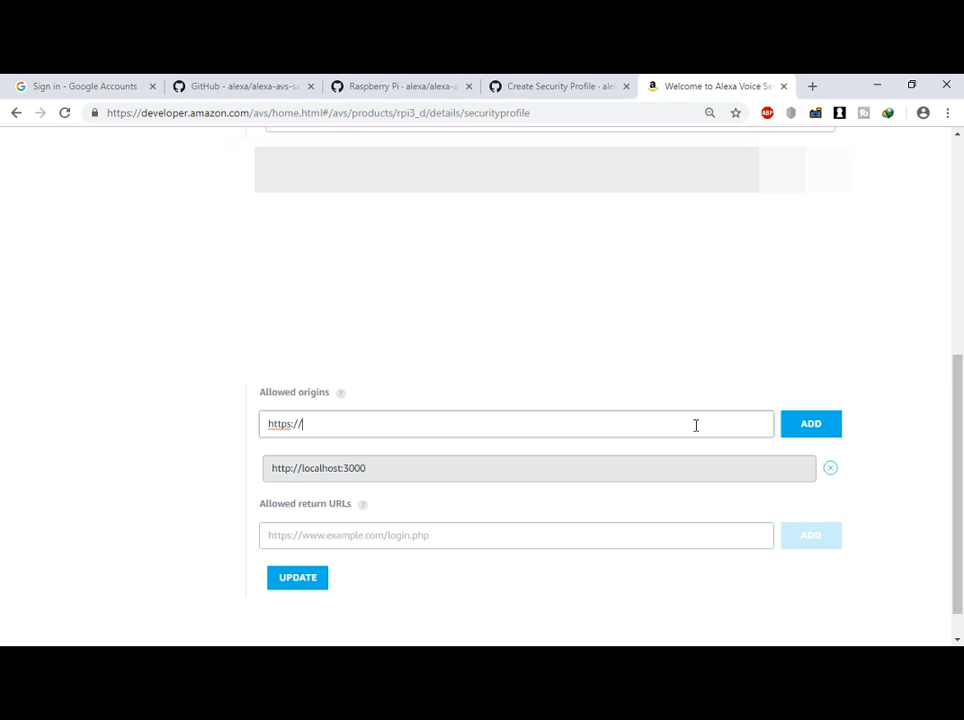 Sign in - Google Accounts
GitHub - alexa/alexa-avs-sa
Raspberry Pi · alexa/alexa-a
Create Security Profile · ale
Welcome to Alexa Voice Se
https://developer.amazon.com/avs/home.html#/avs/products/rpi3_d/details/securityprofile
ABP
Allowed origins ?
https://
ADD
http://localhost:3000
Allowed return URLs ?
https://www.example.com/login.php
ADD
UPDATE